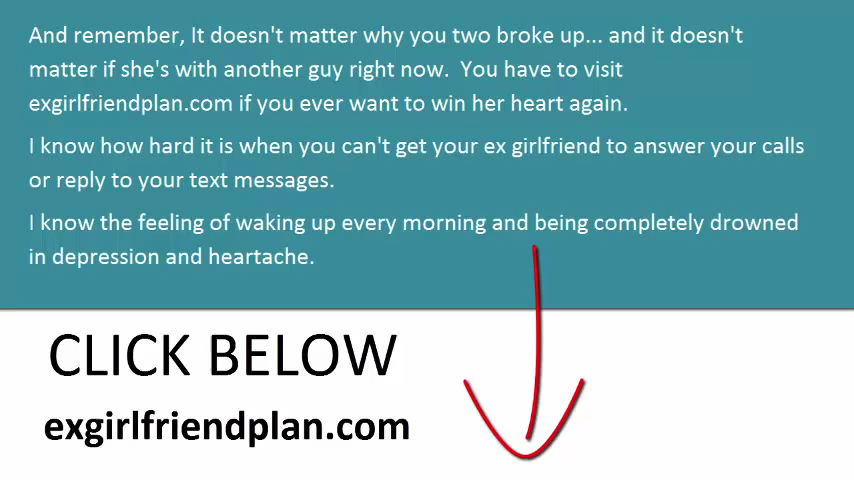 And remember, It doesn't matter why you two broke up... and it doesn't
matter if she's with another guy right now.  You have to visit
exgirlfriendplan.com if you ever want to win her heart again.
I know how hard it is when you can't get your ex girlfriend to answer your calls
or reply to your text messages.
I know the feeling of waking up every morning and being completely drowned
in depression and heartache.
CLICK BELOW
exgirlfriendplan.com